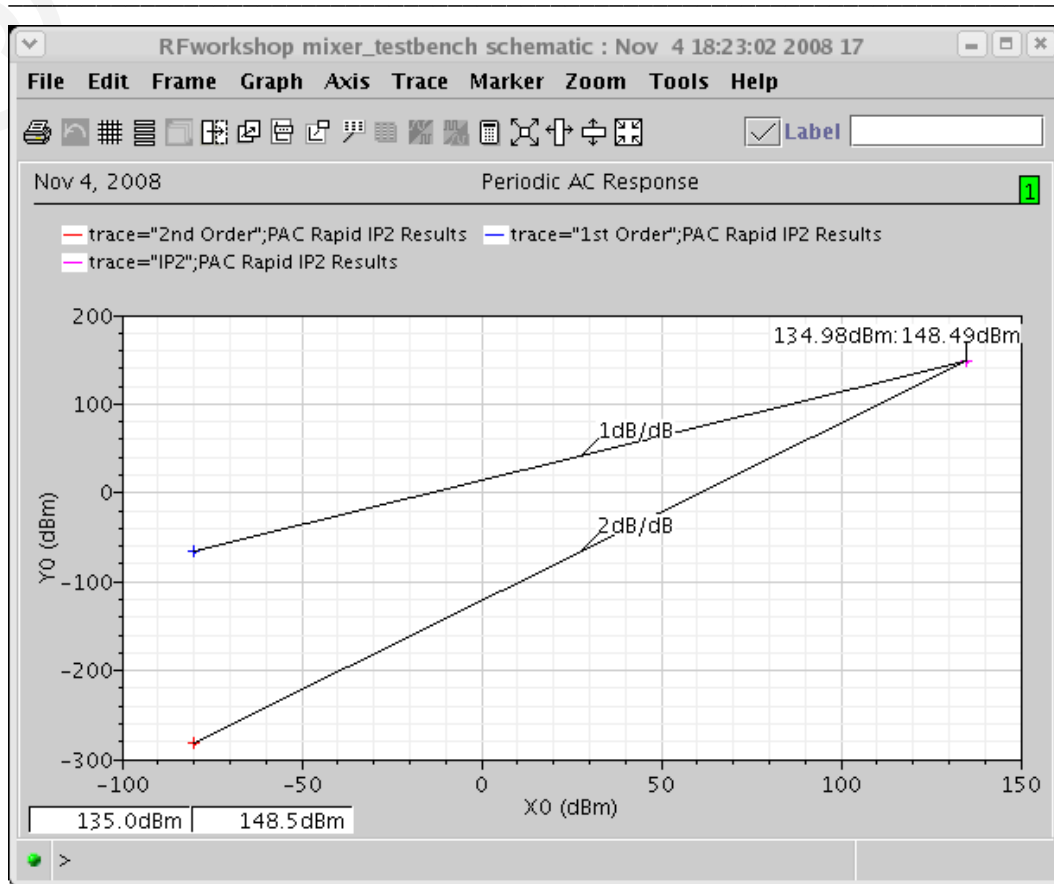 RFworkshop mixer_testbench schematic : Nov 4 18:23:02 2008 17
File Edit Frame Graph Axis Trace Marker Zoom Tools Help
Label
Nov 4, 2008 Periodic AC Response 1
trace="2nd Order";PAC Rapid IP2 Results trace="1st Order";PAC Rapid IP2 Results
trace="IP2";PAC Rapid IP2 Results
200
134.98dBm:148.49dBm
100
1dB/dB
0
2dB/dB
Y0 (dBm)
-100
-200
-300
-100 -50 0 50 100 150
X0 (dBm)
135.0dBm 148.5dBm
>